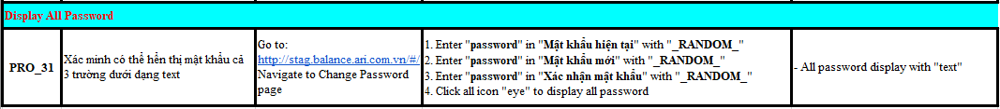 Display All Password
PRO_31
Xác minh có thể hển thị mật khẩu cả
3 trường dưới dạng text
Go to:
http://stag.balance.ari.com.vn/#/
Navigate to Change Password
page
1. Enter "password" in "Mật khẩu hiện tại" with "_RANDOM_"
2. Enter "password" in "Mật khẩu mới" with "_RANDOM_"
3. Enter "password" in "Xác nhận mật khẩu" with "_RANDOM_"
4. Click all icon "eye" to display all password
- All password display with "text"